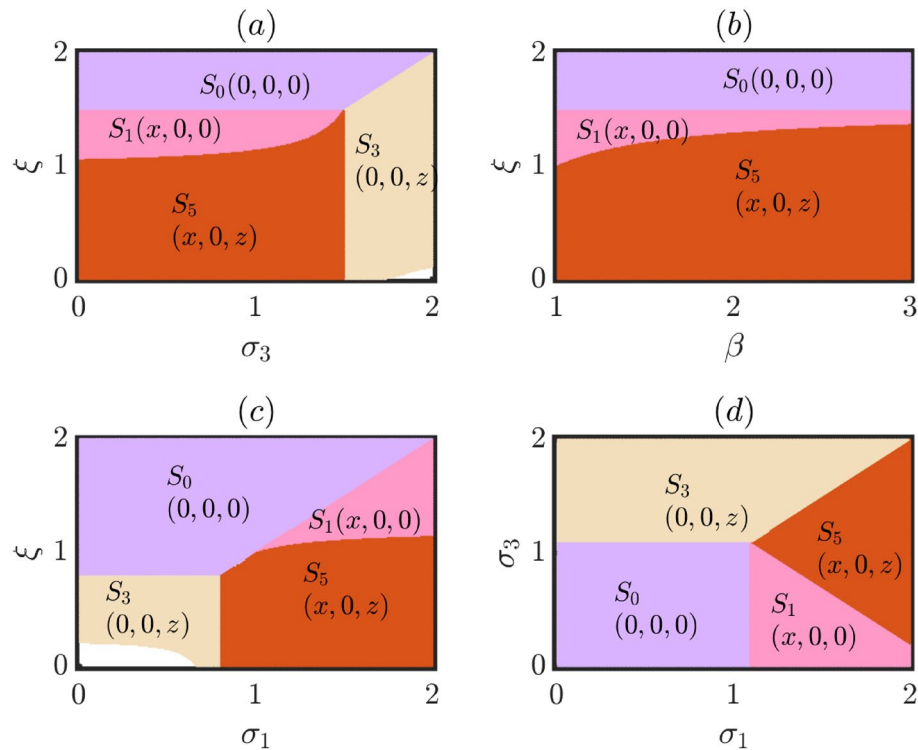 (a)
2
S₀(0, 0, 0)
S₁(x, 0, 0)
S₃
(0, 0, z)
ξ
1
S₅
(x, 0, z)
0
0
1
2
σ₃
(b)
2
S₀(0, 0, 0)
S₁(x, 0, 0)
ξ
1
S₅
(x, 0, z)
0
1
2
3
β
(c)
2
S₀
(0, 0, 0)
S₁(x, 0, 0)
ξ
1
S₃
(0, 0, z)
S₅
(x, 0, z)
0
0
1
2
σ₁
(d)
2
S₃
(0, 0, z)
σ₃
1
S₅
(x, 0, z)
S₀
(0, 0, 0)
S₁
(x, 0, 0)
0
0
1
2
σ₁